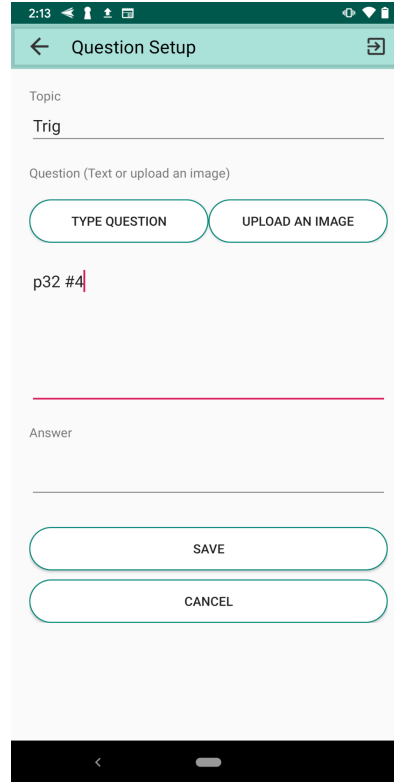 2:13
Question Setup
Topic
Trig
Question (Text or upload an image)
TYPE QUESTION UPLOAD AN IMAGE
p32 #4
Answer
SAVE
CANCEL